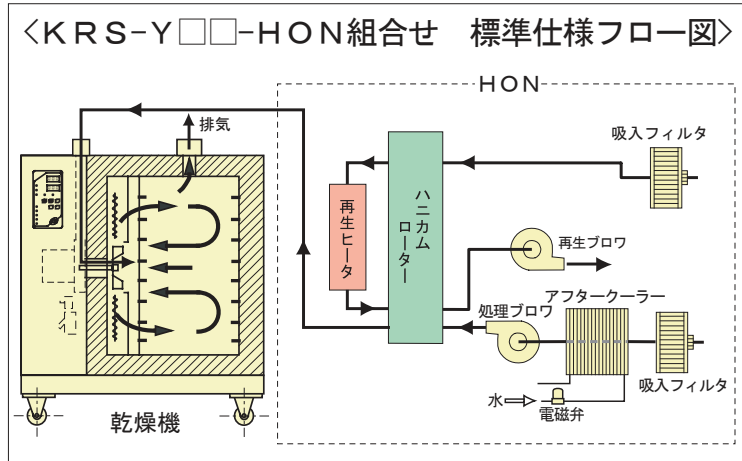 <KRS-Y□□-HON組合せ 標準仕様フロー図>
HON
排気
吸入フィルタ
ハニカム
ローター
再生ヒータ
再生ブロワ
アフタークーラー
処理ブロワ
吸入フィルタ
水
電磁弁
乾燥機